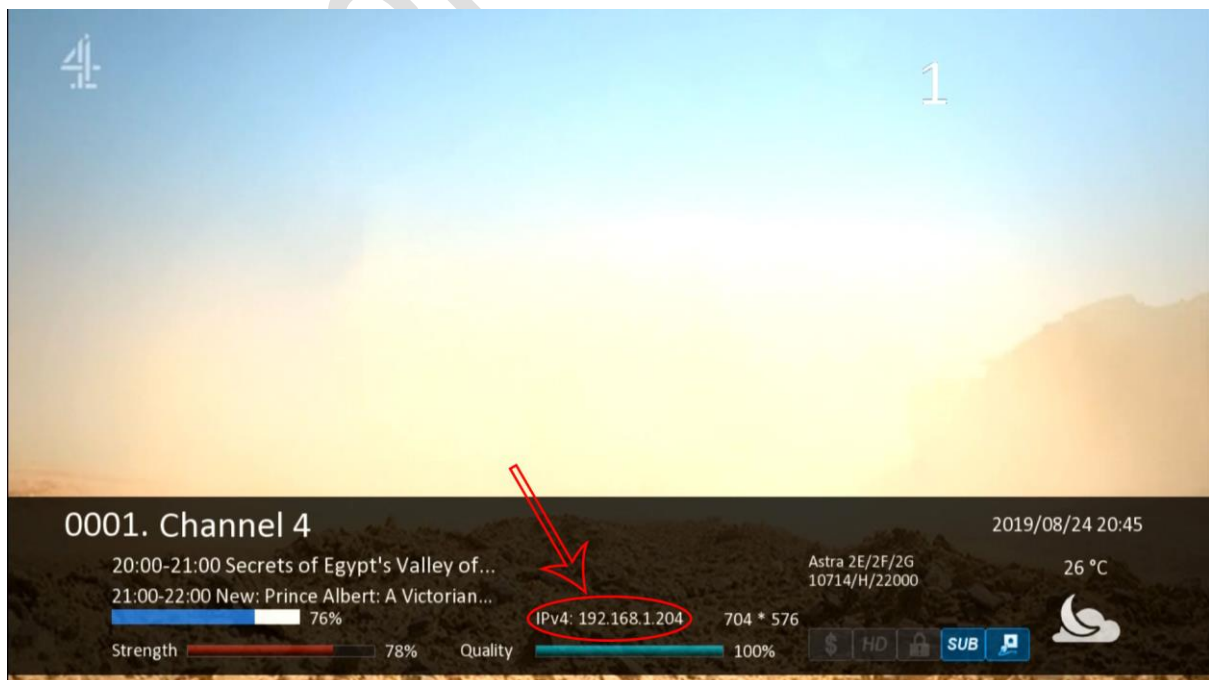 4
1
0001. Channel 4
2019/08/24 20:45
20:00-21:00 Secrets of Egypt's Valley of...
Astra 2E/2F/2G
10714/H/22000
26 °C
21:00-22:00 New: Prince Albert: A Victorian...
76%
IPv4: 192.168.1.204
704 * 576
Strength 78%
Quality 100%
$ HD SUB